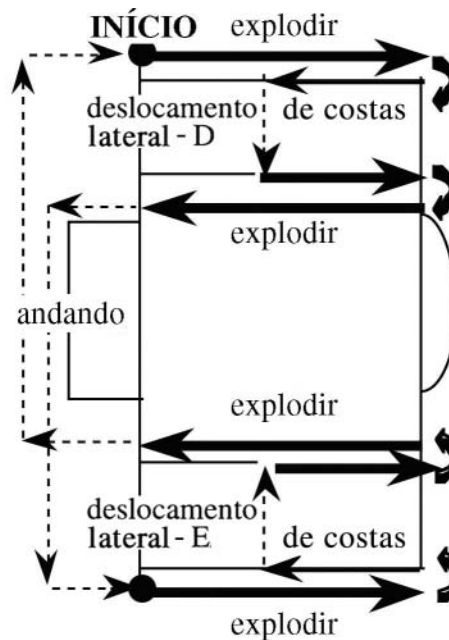 INÍCIO
explodir
deslocamento
lateral - D
de costas
explodir
andando
explodir
deslocamento
lateral - E
de costas
explodir